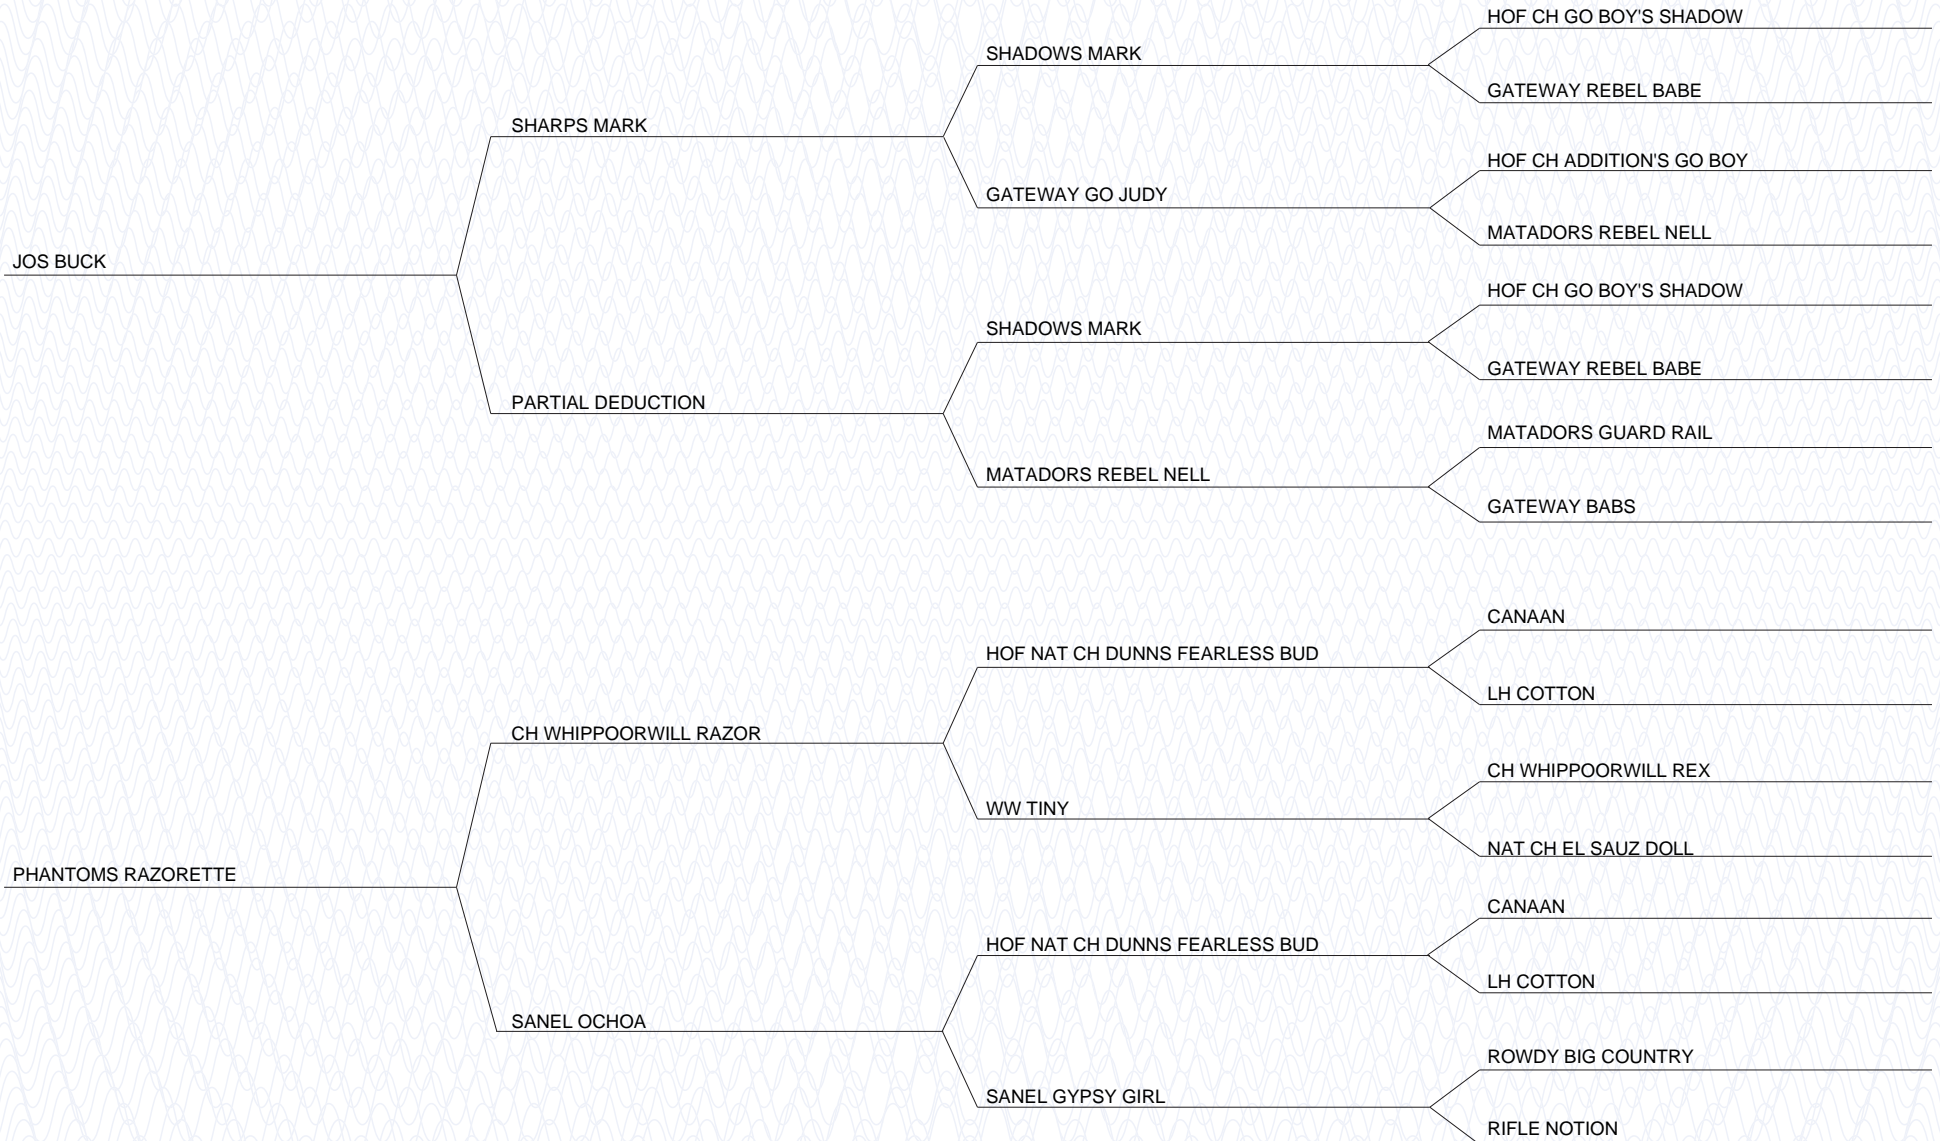 HOF CH GO BOY'S SHADOW
SHADOWS MARK
GATEWAY REBEL BABE
SHARPS MARK
HOF CH ADDITION'S GO BOY
GATEWAY GO JUDY
MATADORS REBEL NELL
JOS BUCK
HOF CH GO BOY'S SHADOW
SHADOWS MARK
GATEWAY REBEL BABE
PARTIAL DEDUCTION
MATADORS GUARD RAIL
MATADORS REBEL NELL
GATEWAY BABS
CANAAN
HOF NAT CH DUNNS FEARLESS BUD
LH COTTON
CH WHIPPOORWILL RAZOR
CH WHIPPOORWILL REX
WW TINY
NAT CH EL SAUZ DOLL
PHANTOMS RAZORETTE
CANAAN
HOF NAT CH DUNNS FEARLESS BUD
LH COTTON
SANEL OCHOA
ROWDY BIG COUNTRY
SANEL GYPSY GIRL
RIFLE NOTION